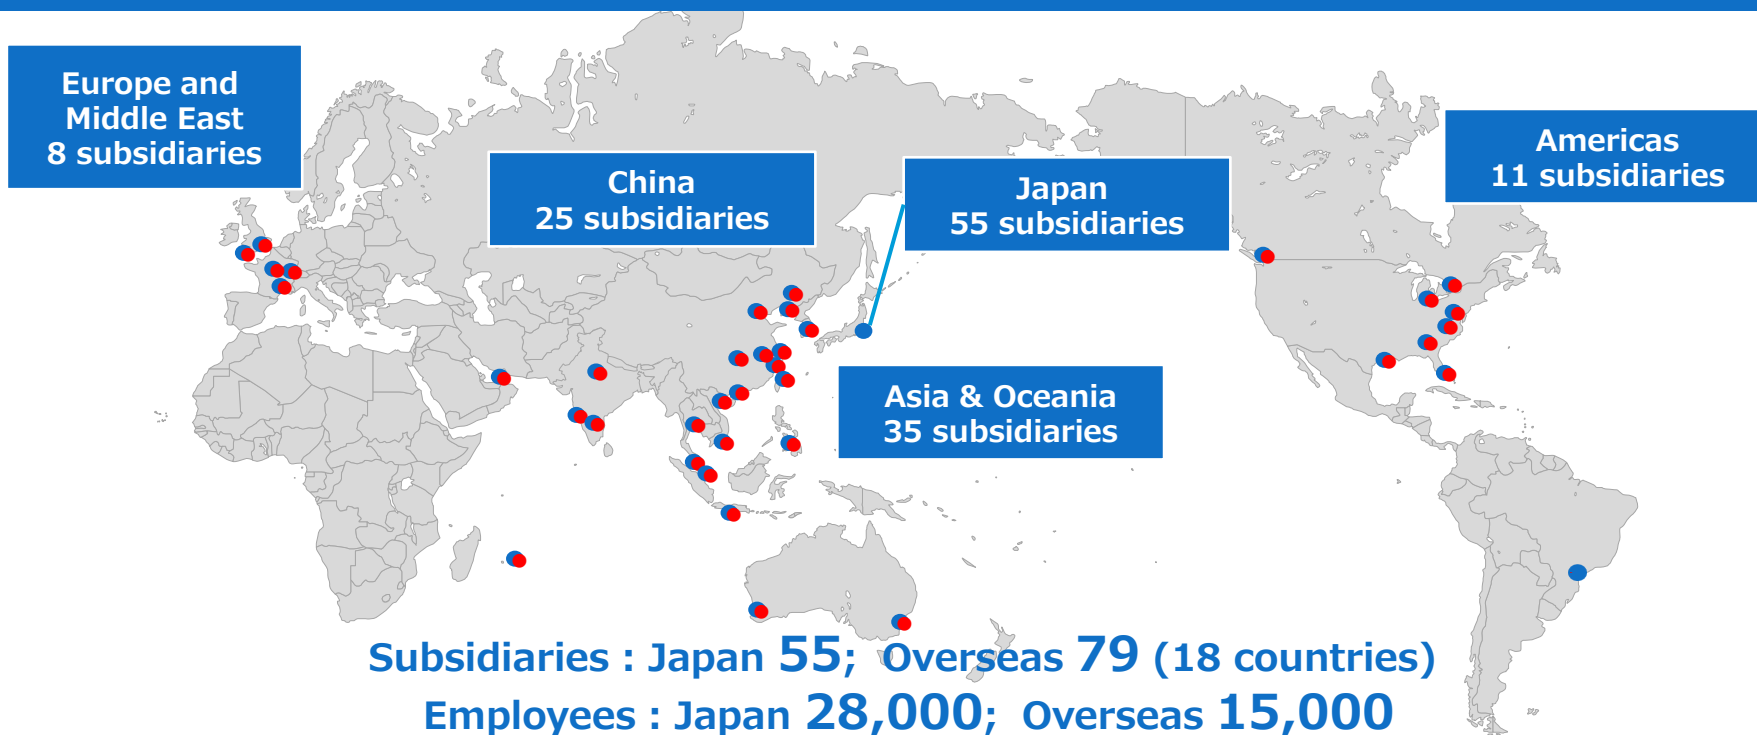 Europe and
Middle East
8 subsidiaries
China
25 subsidiaries
Japan
55 subsidiaries
Americas
11 subsidiaries
Asia & Oceania
35 subsidiaries
Subsidiaries : Japan 55; Overseas 79 (18 countries)
Employees : Japan 28,000; Overseas 15,000